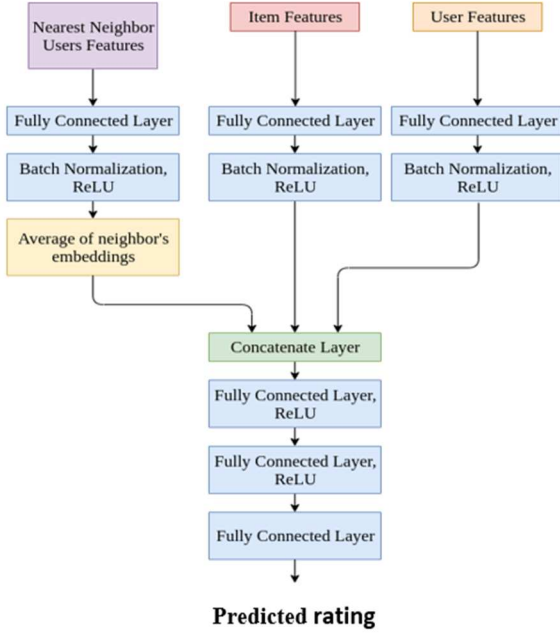 Nearest Neighbor
Users Features
Item Features
User Features
Fully Connected Layer
Fully Connected Layer
Fully Connected Layer
Batch Normalization,
ReLU
Batch Normalization,
ReLU
Batch Normalization,
ReLU
Average of neighbor's
embeddings
Concatenate Layer
Fully Connected Layer,
ReLU
Fully Connected Layer,
ReLU
Fully Connected Layer
Predicted rating